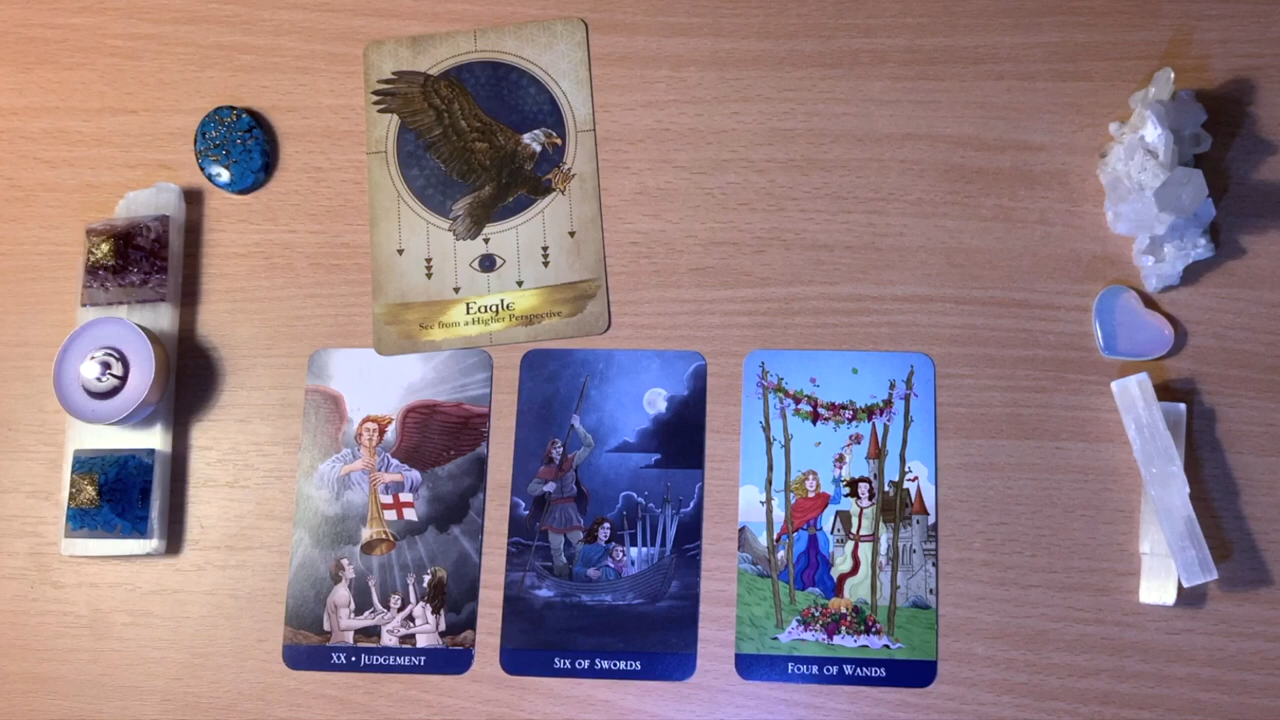 Eagle
See from a Higher Perspective
XX • JUDGEMENT
SIX OF SWORDS
FOUR OF WANDS